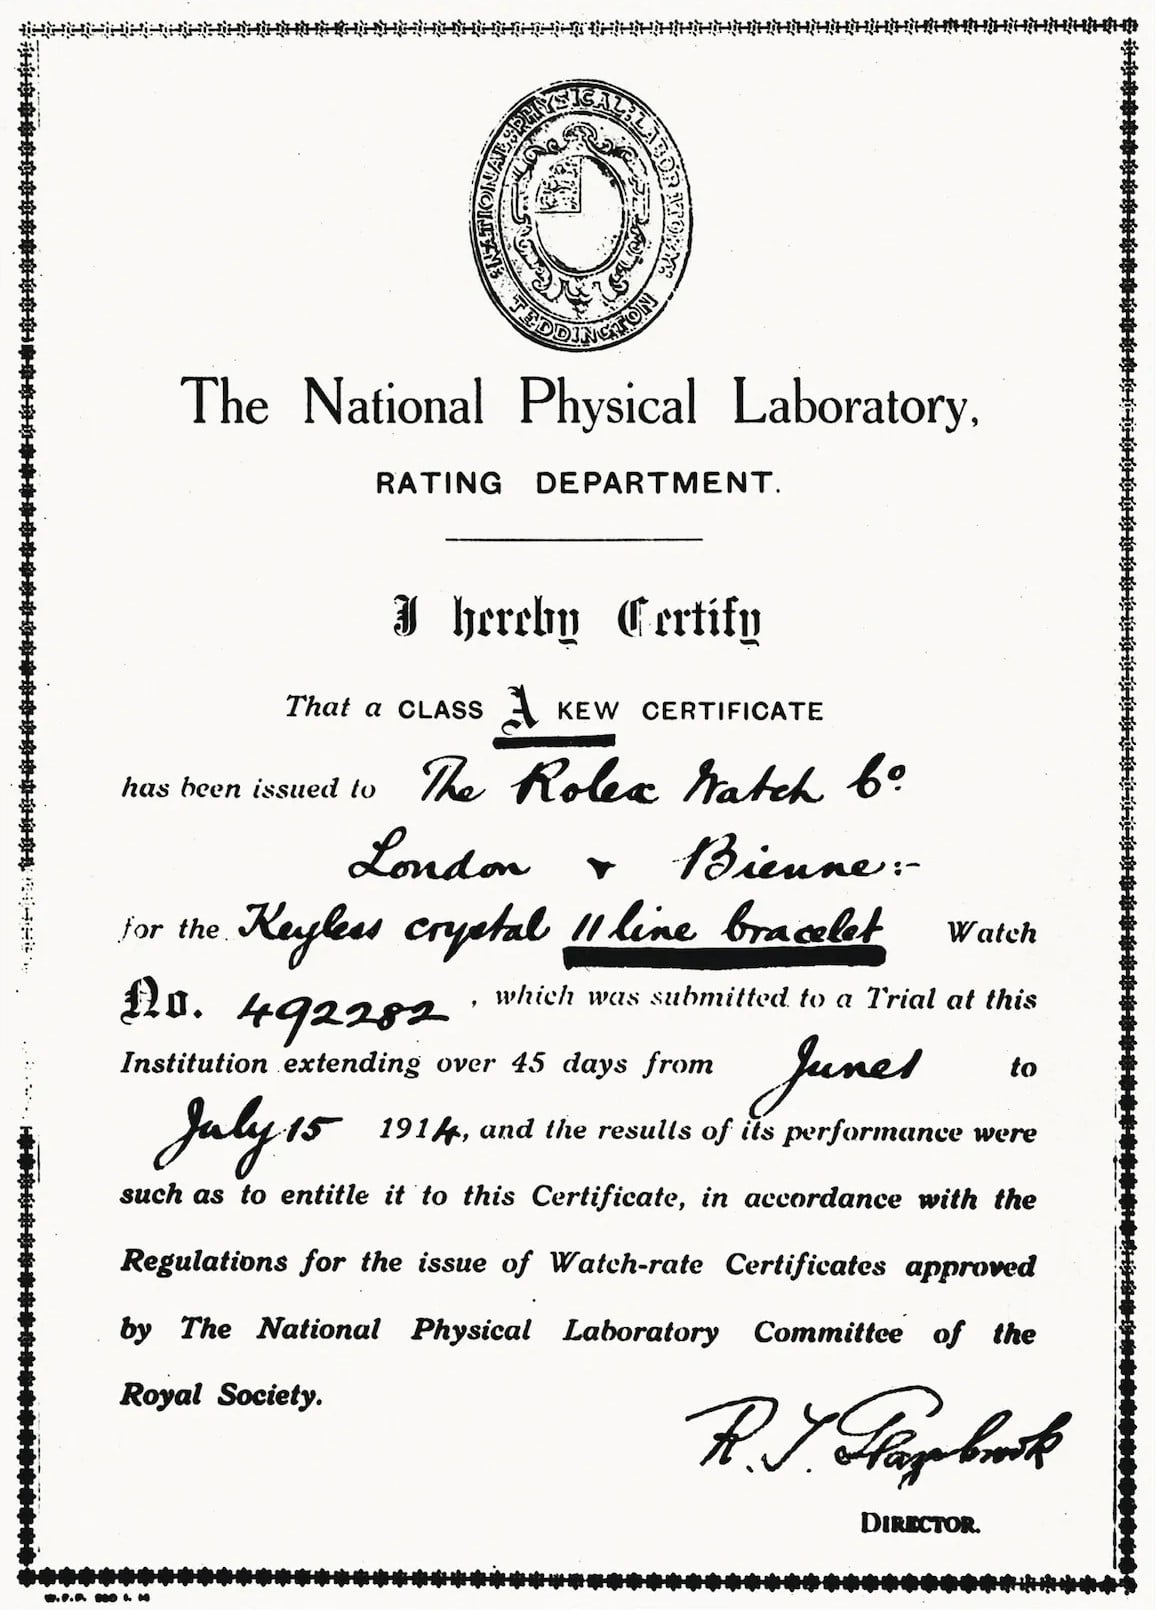 NATIONAL PHYSICAL LABORATORY
TEDDINGTON
The National Physical Laboratory,
RATING DEPARTMENT.
I hereby Certify
That a CLASS A KEW CERTIFICATE
has been issued to The Rolex Watch Co.
London & Bienne:-
for the Keyless crystal 11 line bracelet Watch
No. 492282, which was submitted to a Trial at this
Institution extending over 45 days from June 1 to
July 15 1914, and the results of its performance were
such as to entitle it to this Certificate, in accordance with the
Regulations for the issue of Watch-rate Certificates approved
by The National Physical Laboratory Committee of the
Royal Society.
R. T. Glazebrook
DIRECTOR.